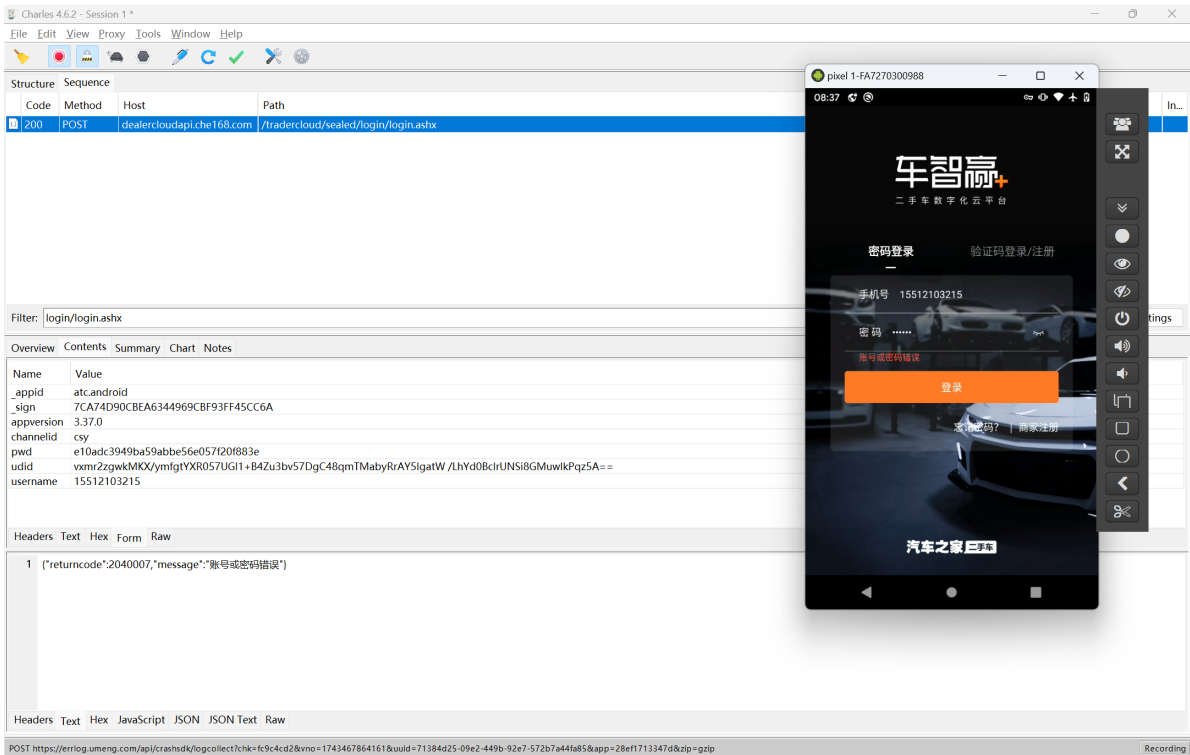 Charles 4.6.2 - Session 1 *
File Edit View Proxy Tools Window Help
Structure Sequence
Code Method Host Path In...
200 POST dealercloudapi.che168.com /tradercloud/sealed/login/login.ashx
Filter: login/login.ashx tings
Overview Contents Summary Chart Notes
Name Value
_appid atc.android
_sign 7CA74D90CBEA6344969CBF93FF45CC6A
appversion 3.37.0
channelid csy
pwd e10adc3949ba59abbe56e057f20f883e
udid vxmr2zgwkMKX/ymfgtYXR057UGI1+B4Zu3bv57DgC48qmTMabyRrAY5IgatW /LhYd0BclrUNSi8GMuwlkPqz5A==
username 15512103215
Headers Text Hex Form Raw
1 {"returncode":2040007,"message":"账号或密码错误"}
Headers Text Hex JavaScript JSON JSON Text Raw
POST https://errlog.umeng.com/api/crashsdk/logcollect?chk=fc9c4cd2&vno=1743467864161&uuid=71384d25-09e2-449b-92e7-572b7a44fa85&app=28ef1713347d&zip=gzip Recording
pixel 1-FA7270300988
08:37
车智赢+
二手车数字化云平台
密码登录 验证码登录/注册
手机号 15512103215
密码 ••••••
账号或密码错误
登录
忘记密码? | 商家注册
汽车之家 二手车